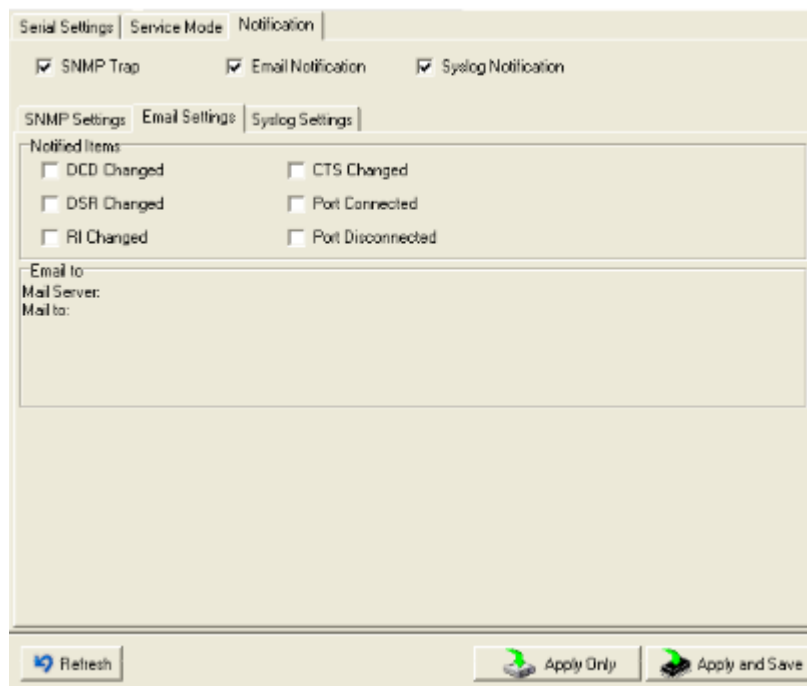 Serial Settings Service Mode Notification
SNMP Trap Email Notification Syslog Notification
SNMP Settings Email Settings Syslog Settings
Notified Items
DCD Changed CTS Changed
DSR Changed Port Connected
RI Changed Port Disconnected
Email to
Mail Server:
Mail to:
Refresh Apply Only Apply and Save